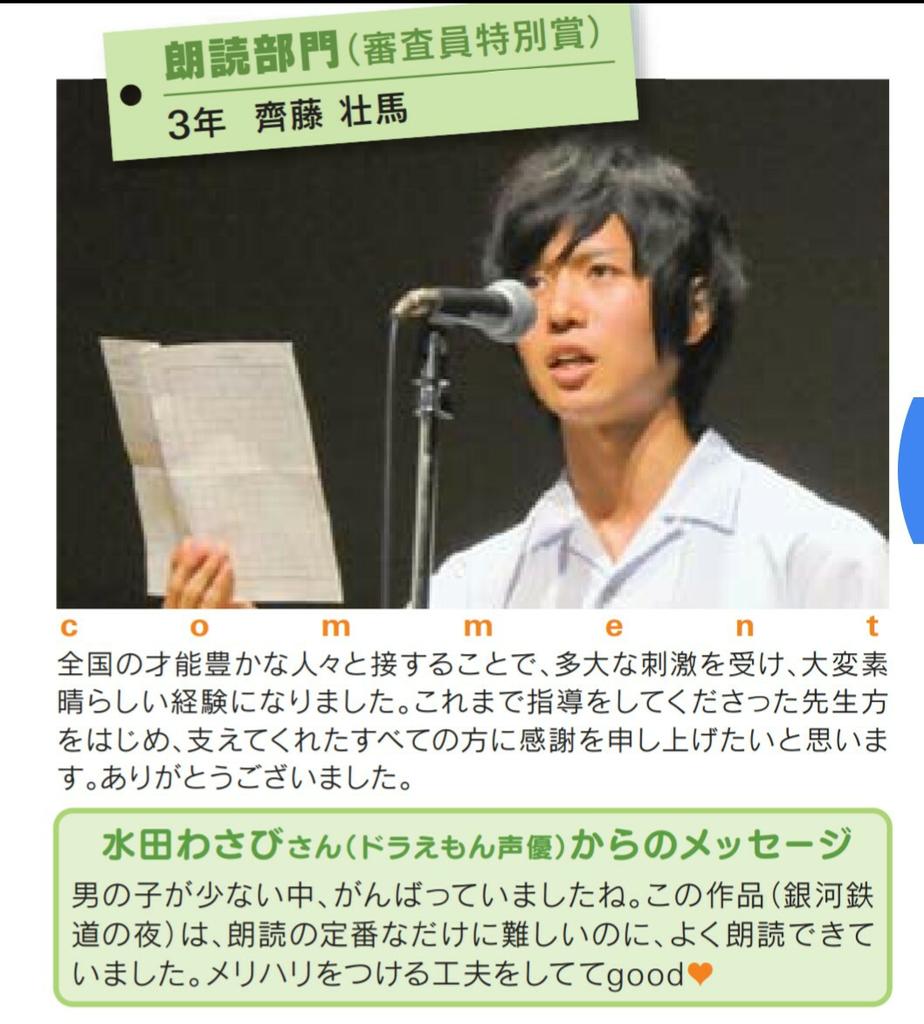 朗読部門(審査員特別賞)
3年 齊藤 壮馬
comment
全国の才能豊かな人々と接することで、多大な刺激を受け、大変素
晴らしい経験になりました。これまで指導をしてくださった先生方
をはじめ、支えてくれたすべての方に感謝を申し上げたいと思いま
す。ありがとうございました。
水田わさびさん(ドラえもん声優)からのメッセージ
男の子が少ない中、がんばっていましたね。この作品(銀河鉄
道の夜)は、朗読の定番なだけに難しいのに、よく朗読できて
いました。メリハリをつける工夫をしててgood♥